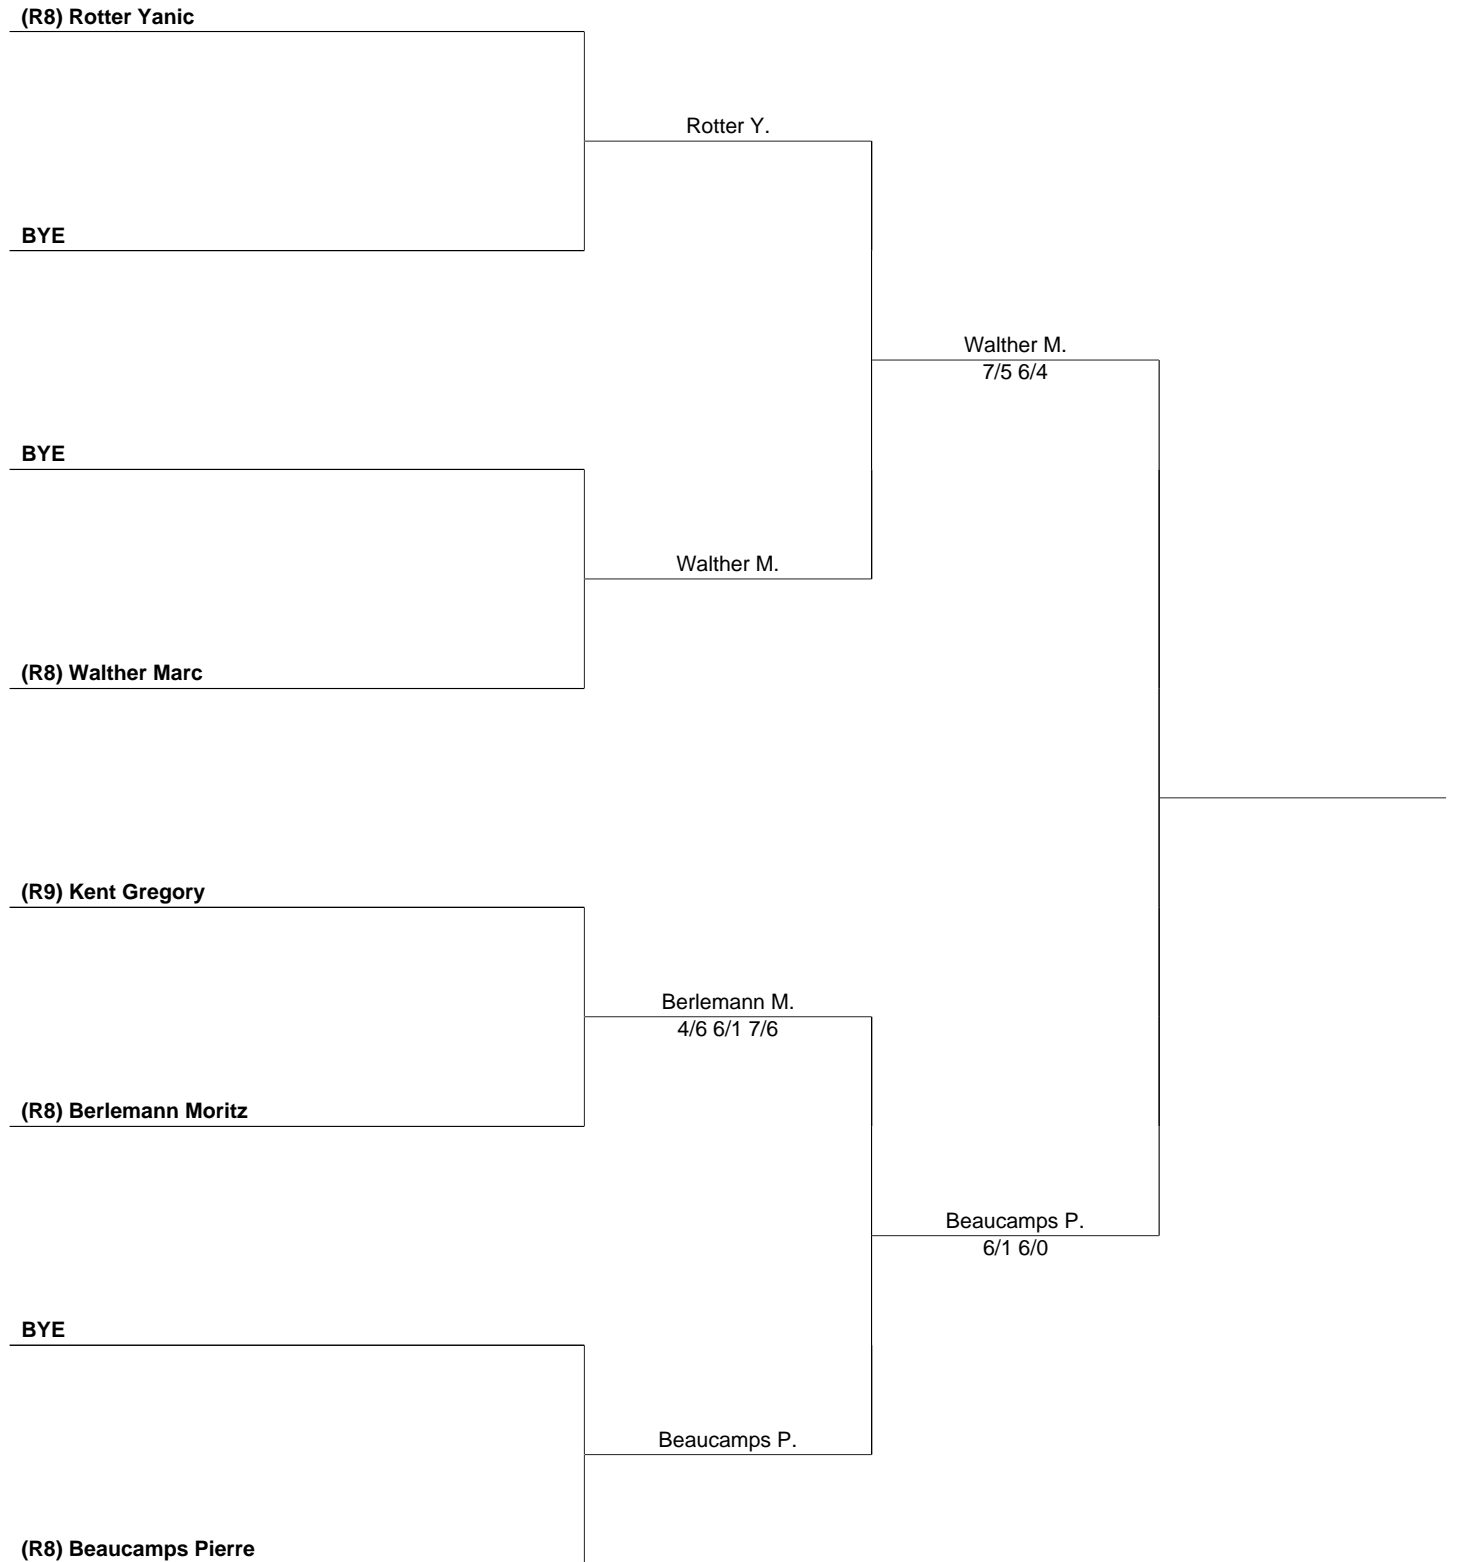 (R8) Rotter Yanic
Rotter Y.
BYE
Walther M.
7/5 6/4
BYE
Walther M.
(R8) Walther Marc
(R9) Kent Gregory
Berlemann M.
4/6 6/1 7/6
(R8) Berlemann Moritz
Beaucamps P.
6/1 6/0
BYE
Beaucamps P.
(R8) Beaucamps Pierre